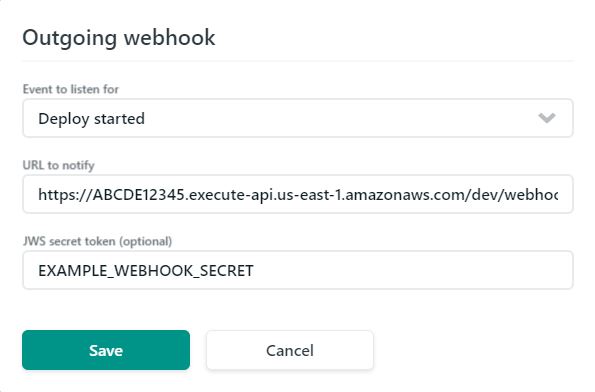 Outgoing webhook
Event to listen for
Deploy started
URL to notify
https://ABCDE12345.execute-api.us-east-1.amazonaws.com/dev/webhoc
JWS secret token (optional)
EXAMPLE_WEBHOOK_SECRET
Save
Cancel